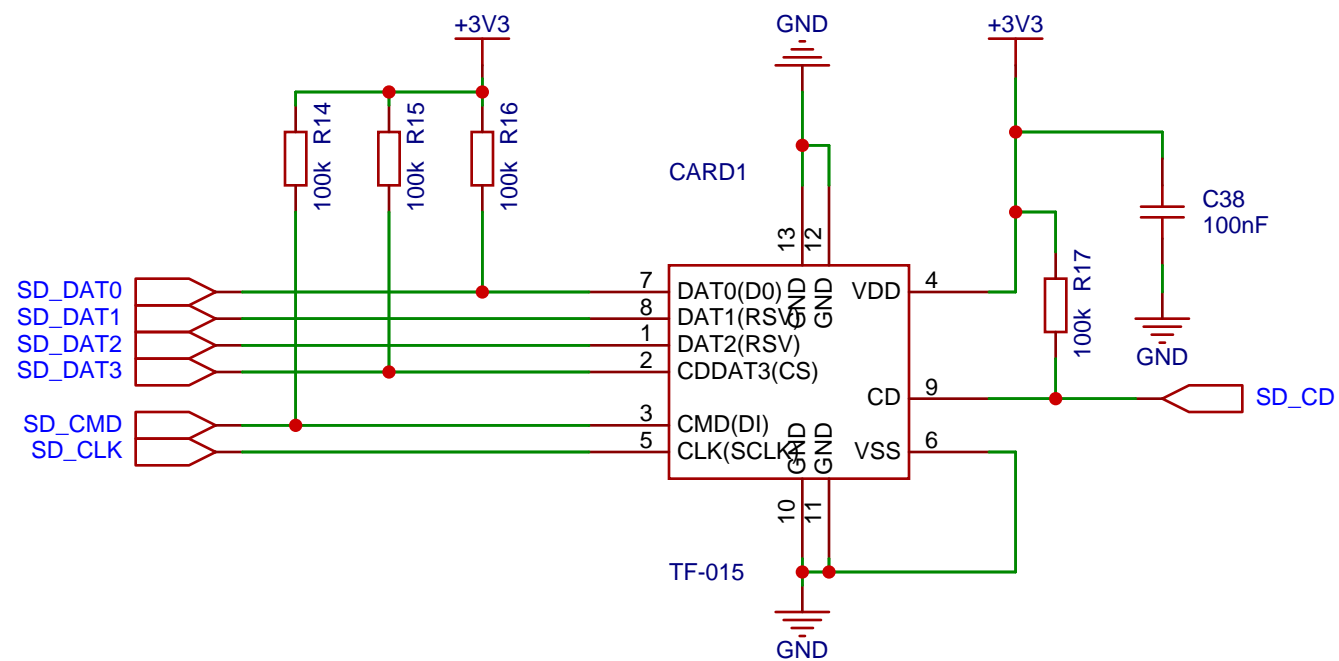 +3V3
GND
+3V3
R14
100k
R15
100k
R16
100k
CARD1
C38
100nF
13
12
GND
GND
SD_DAT0
7
DAT0(D0)
VDD
4
R17
100k
SD_DAT1
8
DAT1(RSV)
SD_DAT2
1
DAT2(RSV)
GND
SD_DAT3
2
CDDAT3(CS)
CD
9
SD_CD
SD_CMD
3
CMD(DI)
SD_CLK
5
CLK(SCLK)
VSS
6
GND
GND
10
11
TF-015
GND